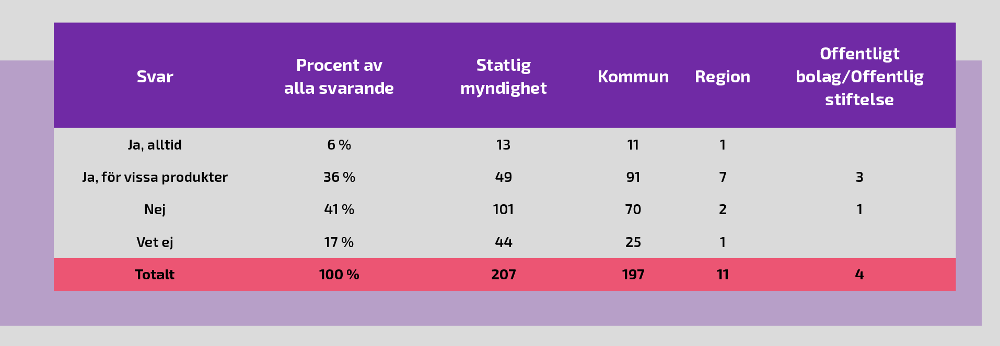 Svar
Procent av
alla svarande
Statlig
myndighet
Kommun
Region
Offentligt
bolag/Offentlig
stiftelse
Ja, alltid 6 % 13 11 1
Ja, för vissa produkter 36 % 49 91 7 3
Nej 41 % 101 70 2 1
Vet ej 17 % 44 25 1
Totalt 100 % 207 197 11 4